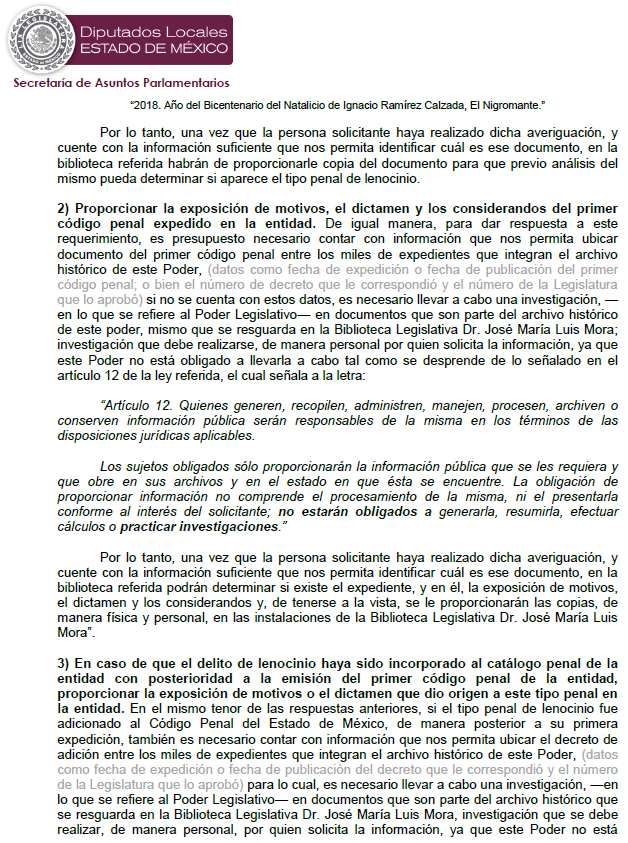 Diputados Locales
ESTADO DE MÉXICO
Secretaría de Asuntos Parlamentarios
“2018. Año del Bicentenario del Natalicio de Ignacio Ramírez Calzada, El Nigromante.”
Por lo tanto, una vez que la persona solicitante haya realizado dicha averiguación, y
cuente con la información suficiente que nos permita identificar cuál es ese documento, en la
biblioteca referida habrán de proporcionarle copia del documento para que previo análisis del
mismo pueda determinar si aparece el tipo penal de lenocinio.
2) Proporcionar la exposición de motivos, el dictamen y los considerandos del primer
código penal expedido en la entidad. De igual manera, para dar respuesta a este
requerimiento, es presupuesto necesario contar con información que nos permita ubicar
documento del primer código penal entre los miles de expedientes que integran el archivo
histórico de este Poder, (datos como fecha de expedición o fecha de publicación del primer
código penal; o bien el número de decreto que le correspondió y el número de la Legislatura
que lo aprobó) si no se cuenta con estos datos, es necesario llevar a cabo una investigación, —
en lo que se refiere al Poder Legislativo— en documentos que son parte del archivo histórico
de este poder, mismo que se resguarda en la Biblioteca Legislativa Dr. José María Luis Mora;
investigación que debe realizarse, de manera personal por quien solicita la información, ya que
este Poder no está obligado a llevarla a cabo tal como se desprende de lo señalado en el
artículo 12 de la ley referida, el cual señala a la letra:
“Artículo 12. Quienes generen, recopilen, administren, manejen, procesen, archiven o
conserven información pública serán responsables de la misma en los términos de las
disposiciones jurídicas aplicables.
Los sujetos obligados sólo proporcionarán la información pública que se les requiera y
que obre en sus archivos y en el estado en que ésta se encuentre. La obligación de
proporcionar información no comprende el procesamiento de la misma, ni el presentarla
conforme al interés del solicitante; no estarán obligados a generarla, resumirla, efectuar
cálculos o practicar investigaciones.”
Por lo tanto, una vez que la persona solicitante haya realizado dicha averiguación, y
cuente con la información suficiente que nos permita identificar cuál es ese documento, en la
biblioteca referida podrán determinar si existe el expediente, y en él, la exposición de motivos,
el dictamen y los considerandos y, de tenerse a la vista, se le proporcionarán las copias, de
manera física y personal, en las instalaciones de la Biblioteca Legislativa Dr. José María Luis
Mora”.
3) En caso de que el delito de lenocinio haya sido incorporado al catálogo penal de la
entidad con posterioridad a la emisión del primer código penal de la entidad,
proporcionar la exposición de motivos o el dictamen que dio origen a este tipo penal en
la entidad. En el mismo tenor de las respuestas anteriores, si el tipo penal de lenocinio fue
adicionado al Código Penal del Estado de México, de manera posterior a su primera
expedición, también es necesario contar con información que nos permita ubicar el decreto de
adición entre los miles de expedientes que integran el archivo histórico de este Poder, (datos
como fecha de expedición o fecha de publicación del decreto que le correspondió y el número
de la Legislatura que lo aprobó) para lo cual, es necesario llevar a cabo una investigación, —en
lo que se refiere al Poder Legislativo— en documentos que son parte del archivo histórico que
se resguarda en la Biblioteca Legislativa Dr. José María Luis Mora, investigación que se debe
realizar, de manera personal, por quien solicita la información, ya que este Poder no está